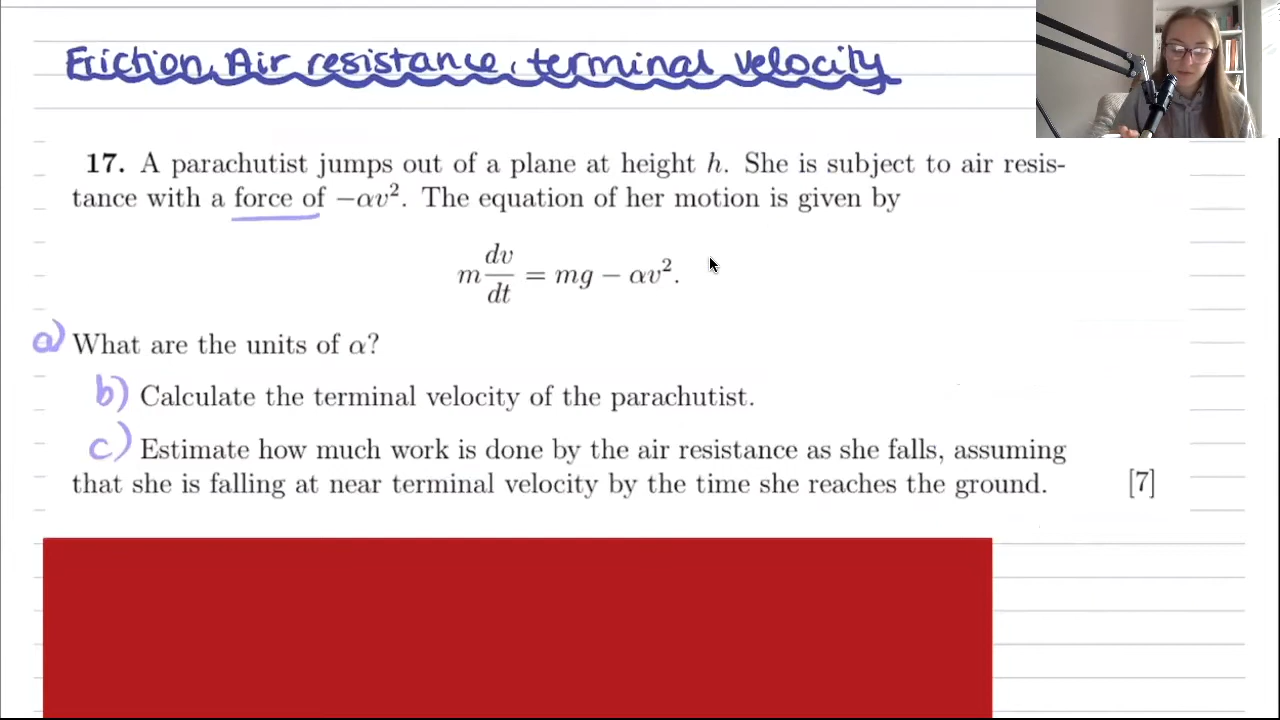 Friction, Air resistance, terminal velocity
17. A parachutist jumps out of a plane at height h. She is subject to air resis-
tance with a force of −αv². The equation of her motion is given by
m dv/dt = mg − αv².
a) What are the units of α?
b) Calculate the terminal velocity of the parachutist.
c) Estimate how much work is done by the air resistance as she falls, assuming
that she is falling at near terminal velocity by the time she reaches the ground. [7]